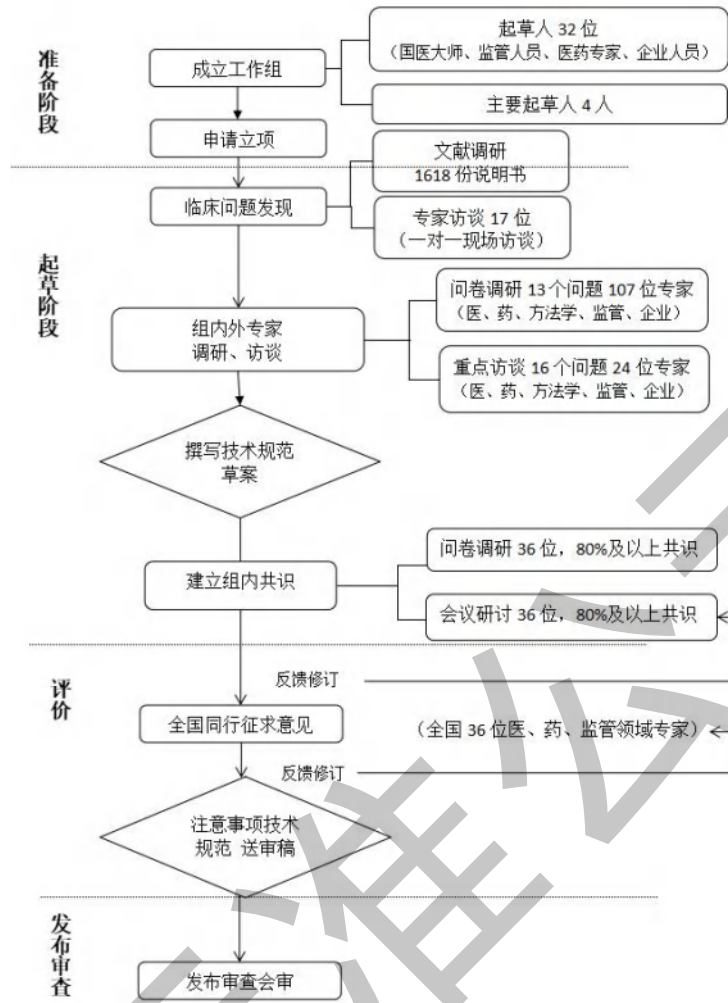 准备阶段
成立工作组
起草人 32 位
（国医大师、监管人员、医药专家、企业人员）
主要起草人 4 人
申请立项
起草阶段
临床问题发现
文献调研
1618 份说明书
专家访谈 17 位
（一对一现场访谈）
组内外专家
调研、访谈
问卷调研 13 个问题 107 位专家
（医、药、方法学、监管、企业）
重点访谈 16 个问题 24 位专家
（医、药、方法学、监管、企业）
撰写技术规范
草案
建立组内共识
问卷调研 36 位，80%及以上共识
会议研讨 36 位，80%及以上共识
评价
反馈修订
全国同行征求意见
（全国 36 位医、药、监管领域专家）
反馈修订
注意事项技术
规范 送审稿
发布审查
发布审查会审
准公